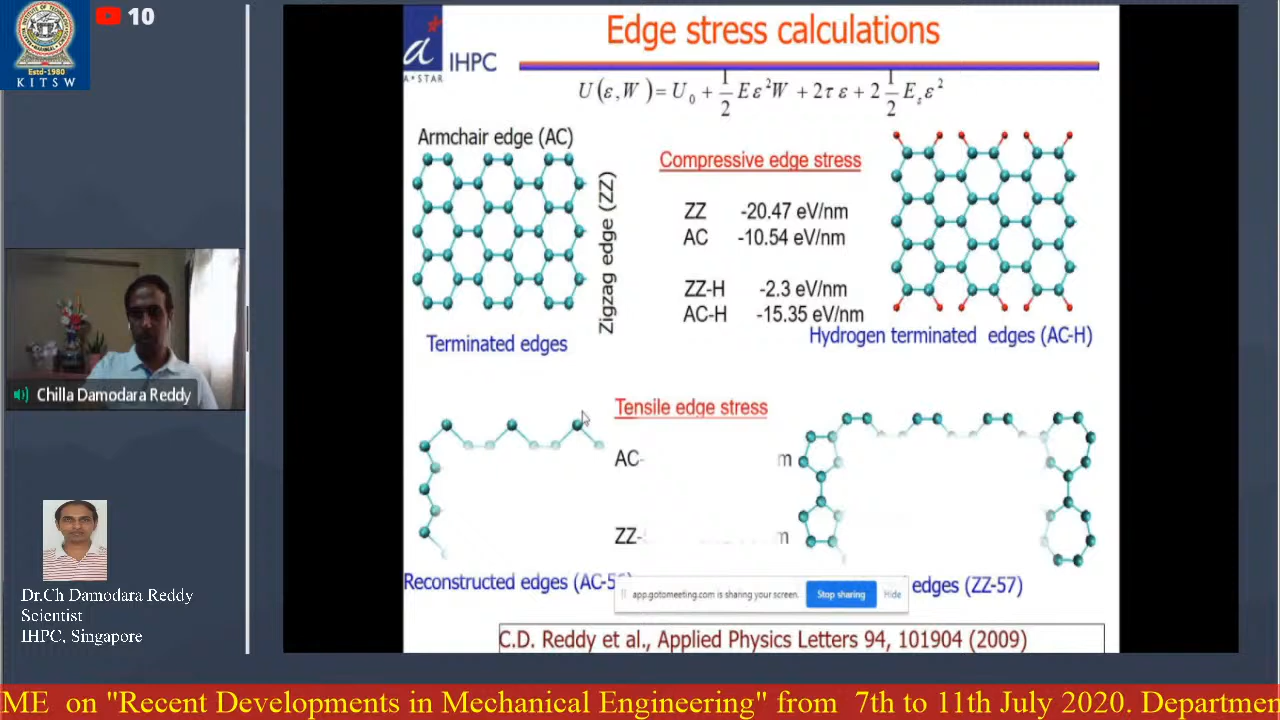 10
Estd-1980
K I T S W
Edge stress calculations
A*STAR
IHPC
U(ε,W) = U₀ + 1/2 Eε²W + 2τ ε + 2 1/2 Eₛε²
Armchair edge (AC)
Zigzag edge (ZZ)
Compressive edge stress
ZZ -20.47 eV/nm
AC -10.54 eV/nm
ZZ-H -2.3 eV/nm
AC-H -15.35 eV/nm
Terminated edges
Hydrogen terminated edges (AC-H)
Chilla Damodara Reddy
Tensile edge stress
AC- m
ZZ- m
Reconstructed edges (AC-56)
edges (ZZ-57)
app.gotomeeting.com is sharing your screen.
Stop sharing
Hide
Dr.Ch Damodara Reddy
Scientist
IHPC, Singapore
C.D. Reddy et al., Applied Physics Letters 94, 101904 (2009)
ME on "Recent Developments in Mechanical Engineering" from 7th to 11th July 2020. Departmen